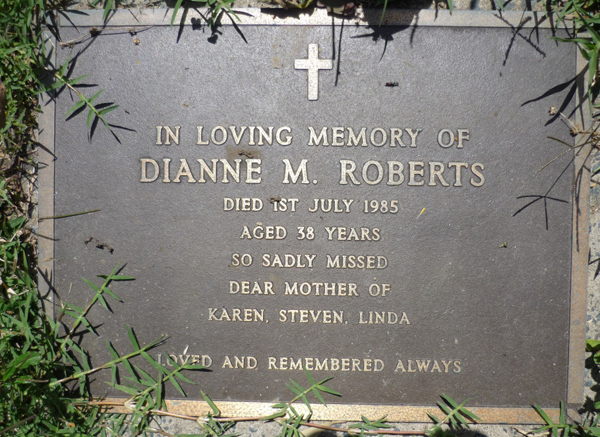 IN LOVING MEMORY OF
DIANNE M. ROBERTS
DIED 1ST JULY 1985
AGED 38 YEARS
SO SADLY MISSED
DEAR MOTHER OF
KAREN, STEVEN, LINDA
LOVED AND REMEMBERED ALWAYS